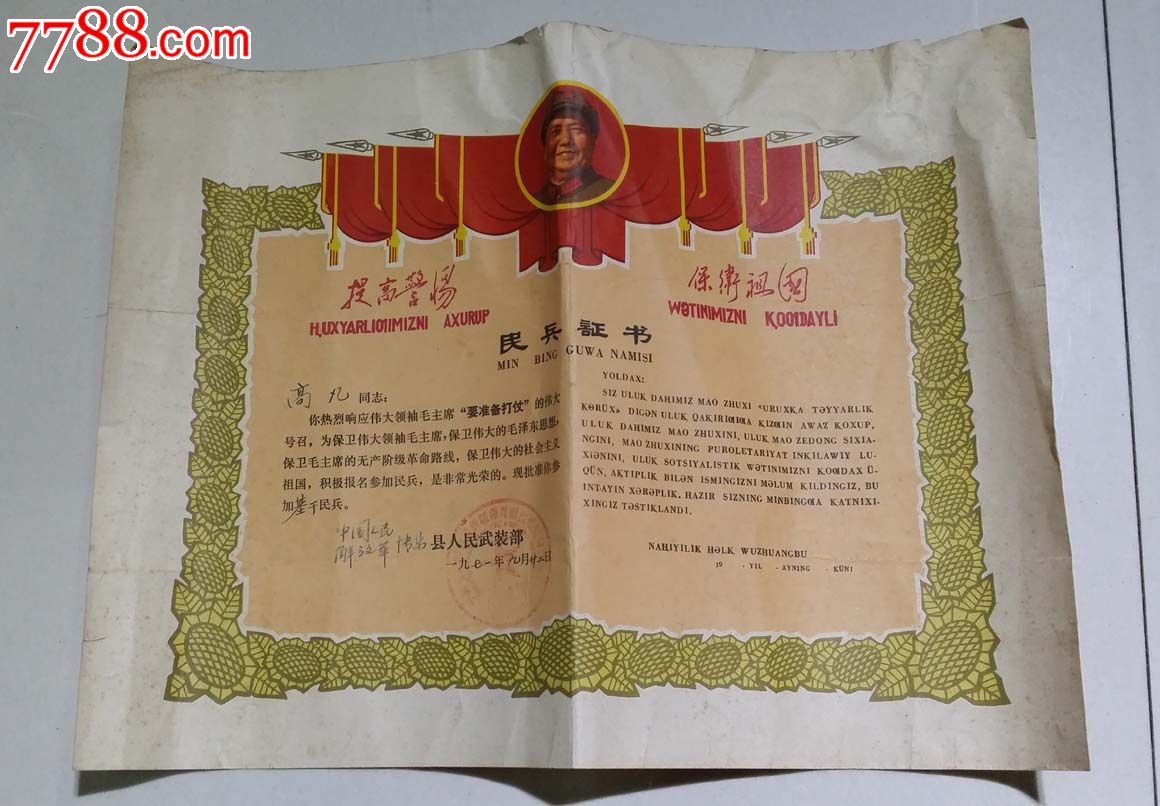 7788.com
提高警惕
保卫祖国
HUXYARLIƢIMIZNI AXURUP
WƏTINIMIZNI ⱪOƢDAYLI
民兵証书
MIN BING GUWA NAMISI
高 同志：
你热烈响应伟大领袖毛主席“要准备打仗”的伟大
号召，为保卫伟大领袖毛主席，保卫伟大的毛泽东思想，
保卫毛主席的无产阶级革命路线，保卫伟大的社会主义
祖国，积极报名参加民兵，是非常光荣的。现批准你参
加基干民兵。
中国人民
解放军 县人民武装部
一九七一年九月廿二日
YOLDAX:
SIZ ULUK DAHIMIZ MAO ZHUXI «URUXKA TƏYYARLIK
KƟRÜX» DIGƏN ULUK QAKIRIƢIƢA KIZƢIN AWAZ KOXUP,
ULUK DAHIMIZ MAO ZHUXINI, ULUK MAO ZEDONG SIXIA-
NGINI, MAO ZHUXINING PUROLETARIYAT INKILAWIY LU-
XIƏNINI, ULUK SOTSIYALISTIK WƏTINIMIZNI KOƢDAX Ü-
QÜN, AKTIPLIK BILƏN ISMINGIZNI MƏLUM KILDINGIZ, BU
INTAYIN XƏRƏPLIK. HAZIR SIZNING MINBINGƢA KATNIXI-
XINGIZ TƏSTIKLANDI.
NAHIYILIK HƏLK WUZHUANGBU
19 -YIL -AYNING -KÜNI